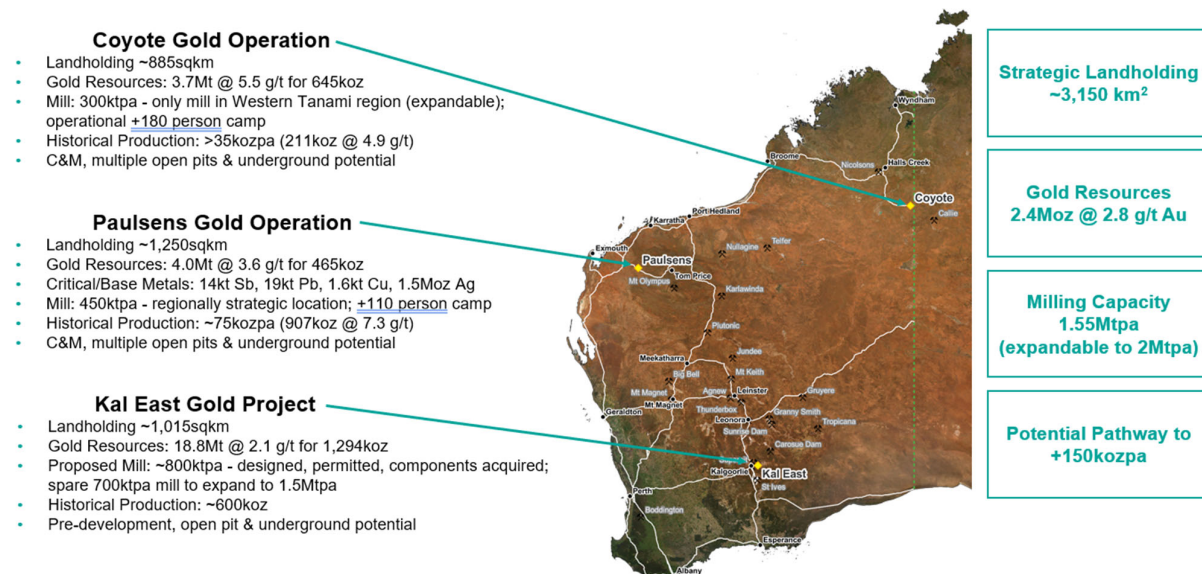 Coyote Gold Operation
• Landholding ~885sqkm
• Gold Resources: 3.7Mt @ 5.5 g/t for 645koz
• Mill: 300ktpa - only mill in Western Tanami region (expandable);
operational +180 person camp
• Historical Production: >35kozpa (211koz @ 4.9 g/t)
• C&M, multiple open pits & underground potential
Paulsens Gold Operation
• Landholding ~1,250sqkm
• Gold Resources: 4.0Mt @ 3.6 g/t for 465koz
• Critical/Base Metals: 14kt Sb, 19kt Pb, 1.6kt Cu, 1.5Moz Ag
• Mill: 450ktpa - regionally strategic location; +110 person camp
• Historical Production: ~75kozpa (907koz @ 7.3 g/t)
• C&M, multiple open pits & underground potential
Kal East Gold Project
• Landholding ~1,015sqkm
• Gold Resources: 18.8Mt @ 2.1 g/t for 1,294koz
• Proposed Mill: ~800ktpa - designed, permitted, components acquired;
spare 700ktpa mill to expand to 1.5Mtpa
• Historical Production: ~600koz
• Pre-development, open pit & underground potential
Wyndham
Broome
Nicolsons
Halls Creek
Coyote
Callie
Port Hedland
Karratha
Exmouth
Nullagine
Telfer
Paulsens
Tom Price
Mt Olympus
Karlawinda
Plutonic
Meekatharra
Jundee
Big Bell
Mt Keith
Mt Magnet
Agnew
Leinster
Gruyere
Mt Magnet
Thunderbox
Geraldton
Leonora
Granny Smith
Sunrise Dam
Tropicana
Carosue Dam
Kalgoorlie
Kal East
St Ives
Perth
Boddington
Esperance
Albany
Strategic Landholding
~3,150 km²
Gold Resources
2.4Moz @ 2.8 g/t Au
Milling Capacity
1.55Mtpa
(expandable to 2Mtpa)
Potential Pathway to
+150kozpa